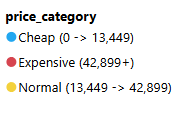 price_category
Cheap (0 -> 13,449)
Expensive (42,899+)
Normal (13,449 -> 42,899)